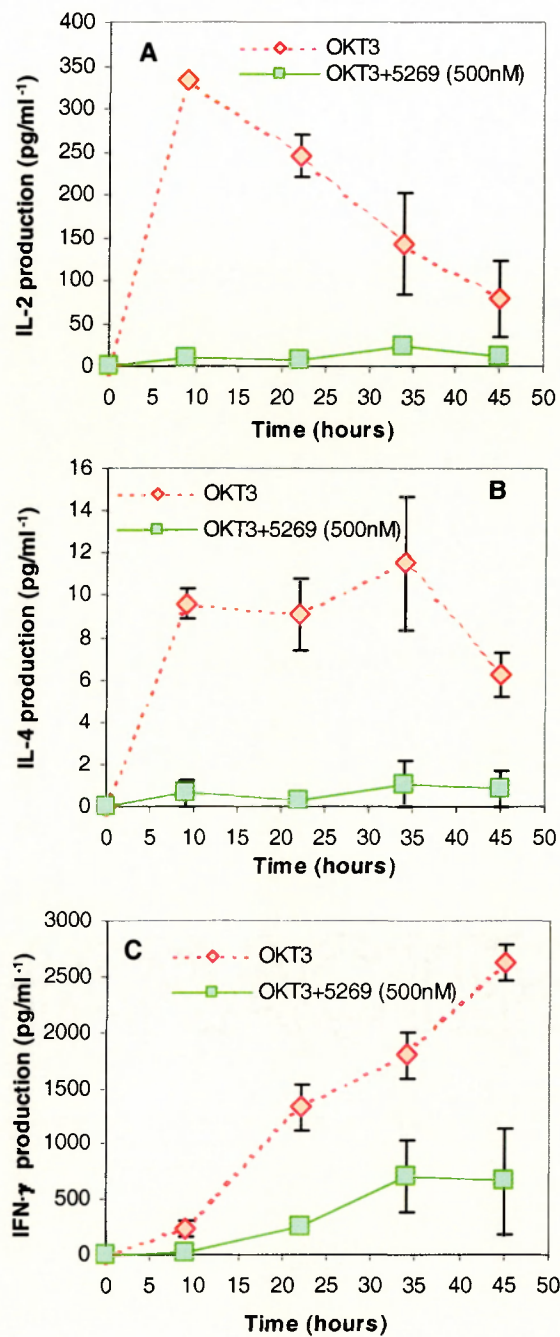 A
OKT3
OKT3+5269 (500nM)
IL-2 production (pg/ml⁻¹)
400
350
300
250
200
150
100
50
0
0 5 10 15 20 25 30 35 40 45 50
Time (hours)
B
OKT3
OKT3+5269 (500nM)
IL-4 production (pg/ml⁻¹)
16
14
12
10
8
6
4
2
0
0 5 10 15 20 25 30 35 40 45 50
Time (hours)
C
OKT3
OKT3+5269 (500nM)
IFN-γ production (pg/ml⁻¹)
3000
2500
2000
1500
1000
500
0
0 5 10 15 20 25 30 35 40 45 50
Time (hours)